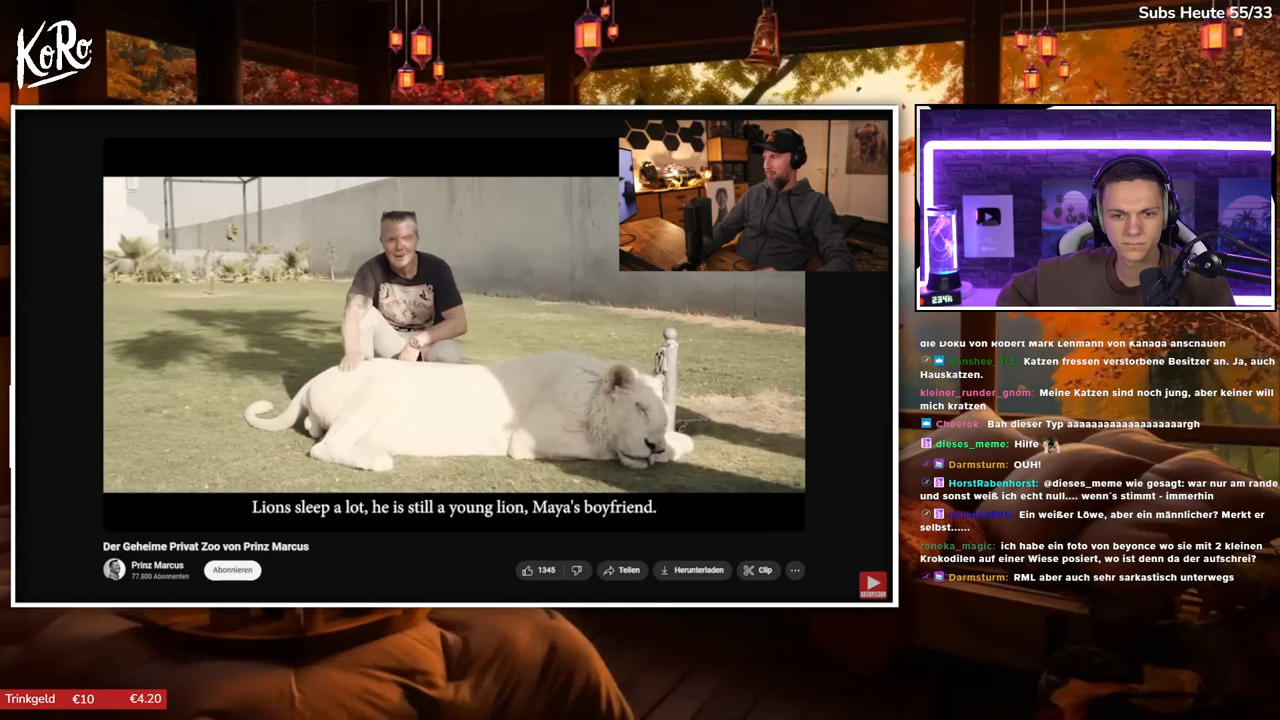 KoRo
Subs Heute 55/33
Lions sleep a lot, he is still a young lion, Maya's boyfriend.
Der Geheime Privat Zoo von Prinz Marcus
Prinz Marcus
77.800 Abonnenten
Abonnieren
1345
Teilen
Herunterladen
Clip
234K
die Doku von Robert Mark Lehmann von Kanada anschauen
Katzen fressen verstorbene Besitzer an. Ja, auch
Hauskatzen.
kleiner_runder_gnom: Meine Katzen sind noch jung, aber keiner will
mich kratzen
Cheerok: Bah dieser Typ aaaaaaaaaaaaaaaaaaargh
dieses_meme: Hilfe
Darmsturm: OUH!
HorstRabenhorst: @dieses_meme wie gesagt: war nur am rande
und sonst weiß ich echt null.... wenn´s stimmt - immerhin
Ein weißer Löwe, aber ein männlicher? Merkt er
selbst......
roneka_magic: ich habe ein foto von beyonce wo sie mit 2 kleinen
Krokodilen auf einer Wiese posiert, wo ist denn da der aufschrei?
Darmsturm: RML aber auch sehr sarkastisch unterwegs
Trinkgeld €10 €4.20